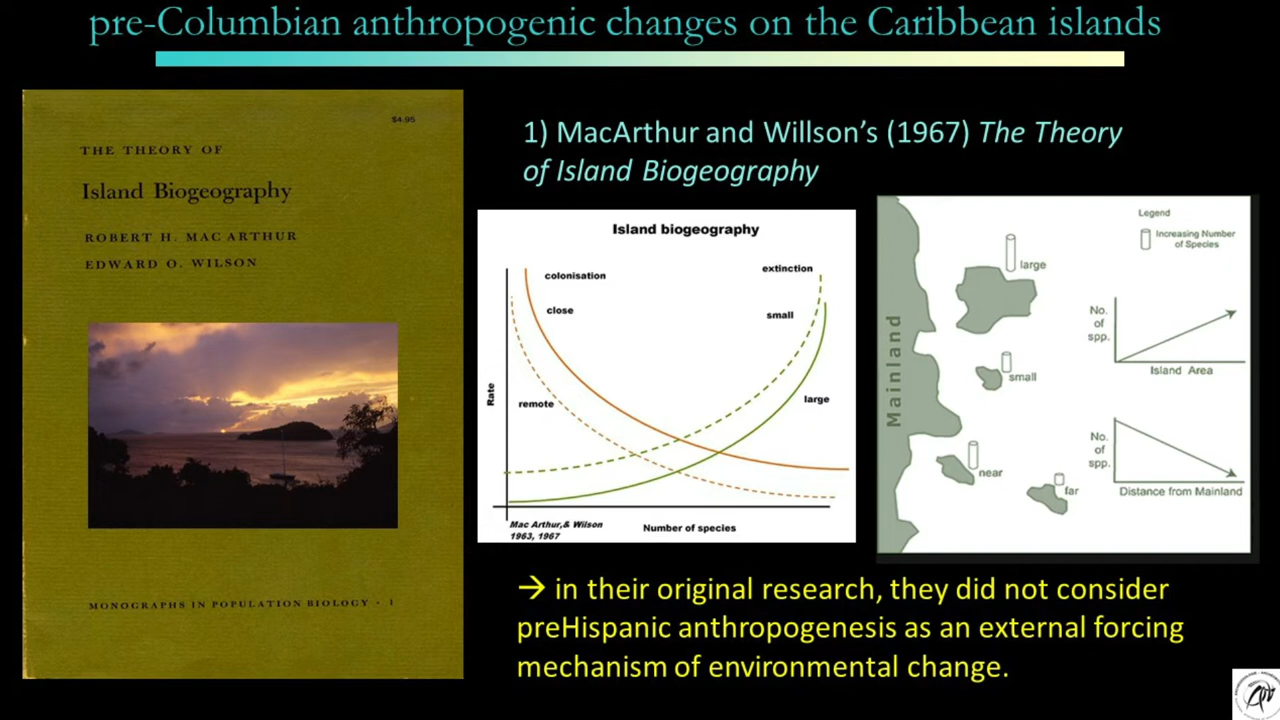 pre-Columbian anthropogenic changes on the Caribbean islands
$4.95
THE THEORY OF
Island Biogeography
ROBERT H. MAC ARTHUR
EDWARD O. WILSON
MONOGRAPHS IN POPULATION BIOLOGY · 1
1) MacArthur and Willson's (1967) The Theory
of Island Biogeography
Island biogeography
colonisation
extinction
close
small
Rate
remote
large
Mac Arthur,& Wilson
1963, 1967
Number of species
Mainland
Legend
Increasing Number
of Species
large
small
near
far
No.
of
spp.
Island Area
No.
of
spp.
Distance from Mainland
→ in their original research, they did not consider
preHispanic anthropogenesis as an external forcing
mechanism of environmental change.